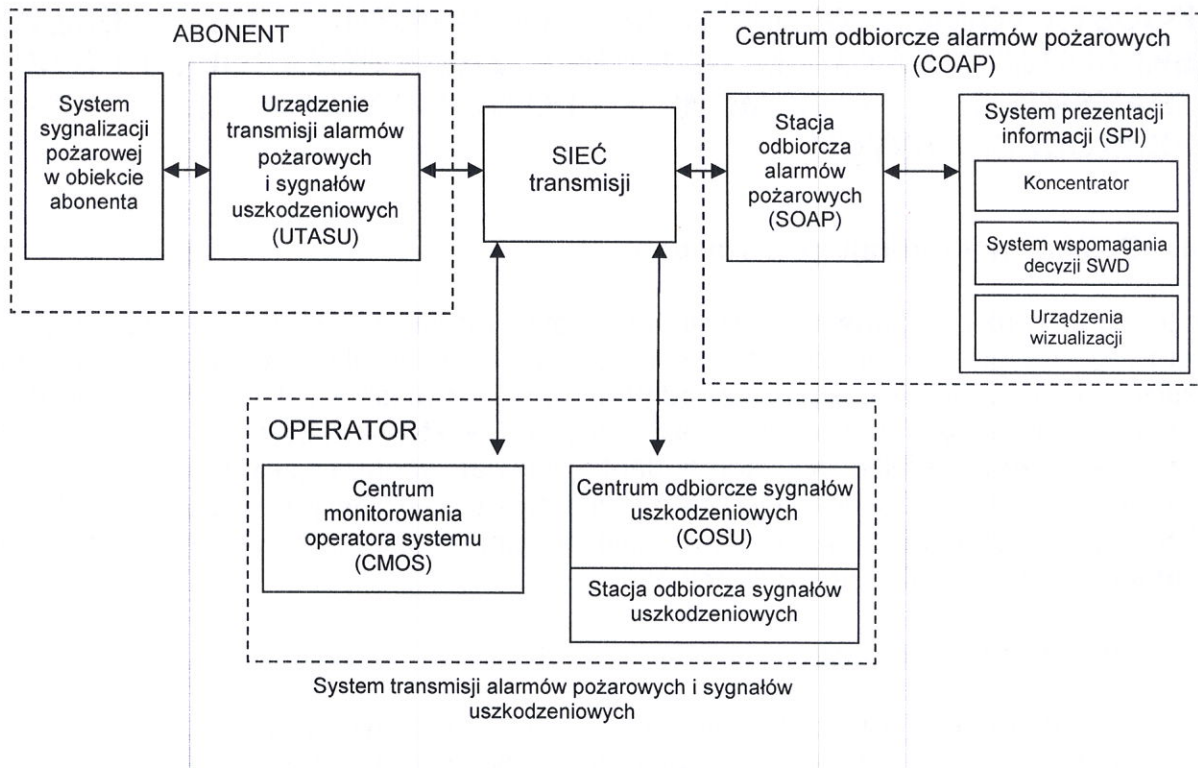 ABONENT
System
sygnalizacji
pożarowej
w obiekcie
abonenta
Urządzenie
transmisji alarmów
pożarowych
i sygnałów
uszkodzeniowych
(UTASU)
SIEĆ
transmisji
Centrum odbiorcze alarmów pożarowych
(COAP)
Stacja
odbiorcza
alarmów
pożarowych
(SOAP)
System prezentacji
informacji (SPI)
Koncentrator
System wspomagania
decyzji SWD
Urządzenia
wizualizacji
OPERATOR
Centrum
monitorowania
operatora systemu
(CMOS)
Centrum odbiorcze sygnałów
uszkodzeniowych
(COSU)
Stacja odbiorcza sygnałów
uszkodzeniowych
System transmisji alarmów pożarowych i sygnałów
uszkodzeniowych